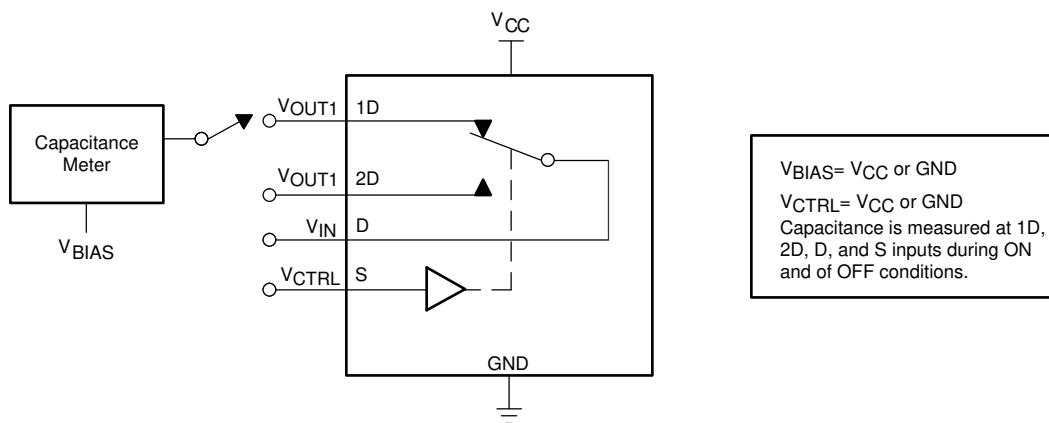 VCC
VOUT1 1D
Capacitance
Meter
VOUT1 2D
VIN D
VBIAS
VCTRL S
GND
VBIAS= VCC or GND
VCTRL= VCC or GND
Capacitance is measured at 1D,
2D, D, and S inputs during ON
and of OFF conditions.